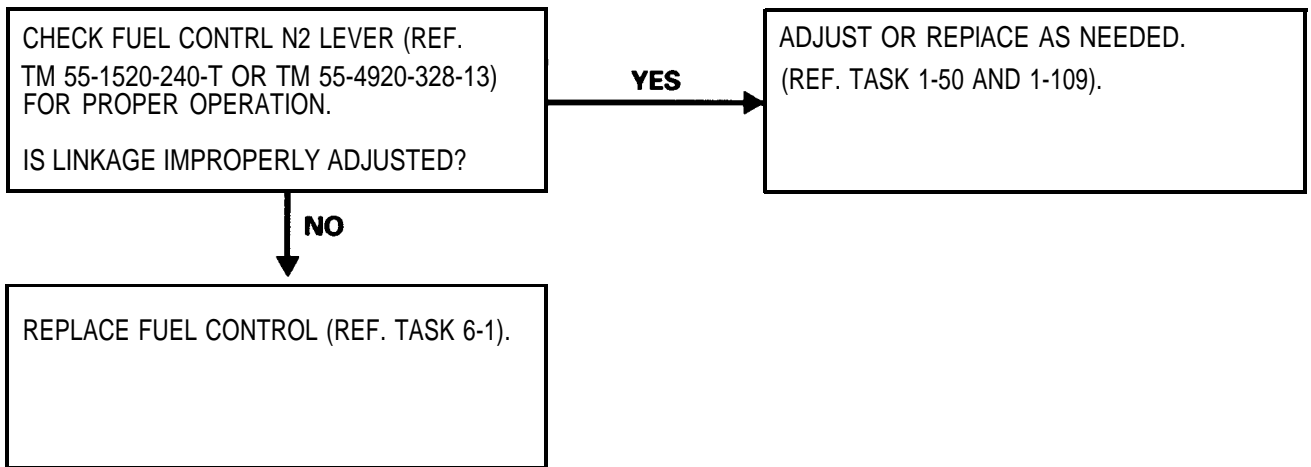 CHECK FUEL CONTRL N2 LEVER (REF.
TM 55-1520-240-T OR TM 55-4920-328-13)
FOR PROPER OPERATION.
IS LINKAGE IMPROPERLY ADJUSTED?
YES
ADJUST OR REPIACE AS NEEDED.
(REF. TASK 1-50 AND 1-109).
NO
REPLACE FUEL CONTROL (REF. TASK 6-1).